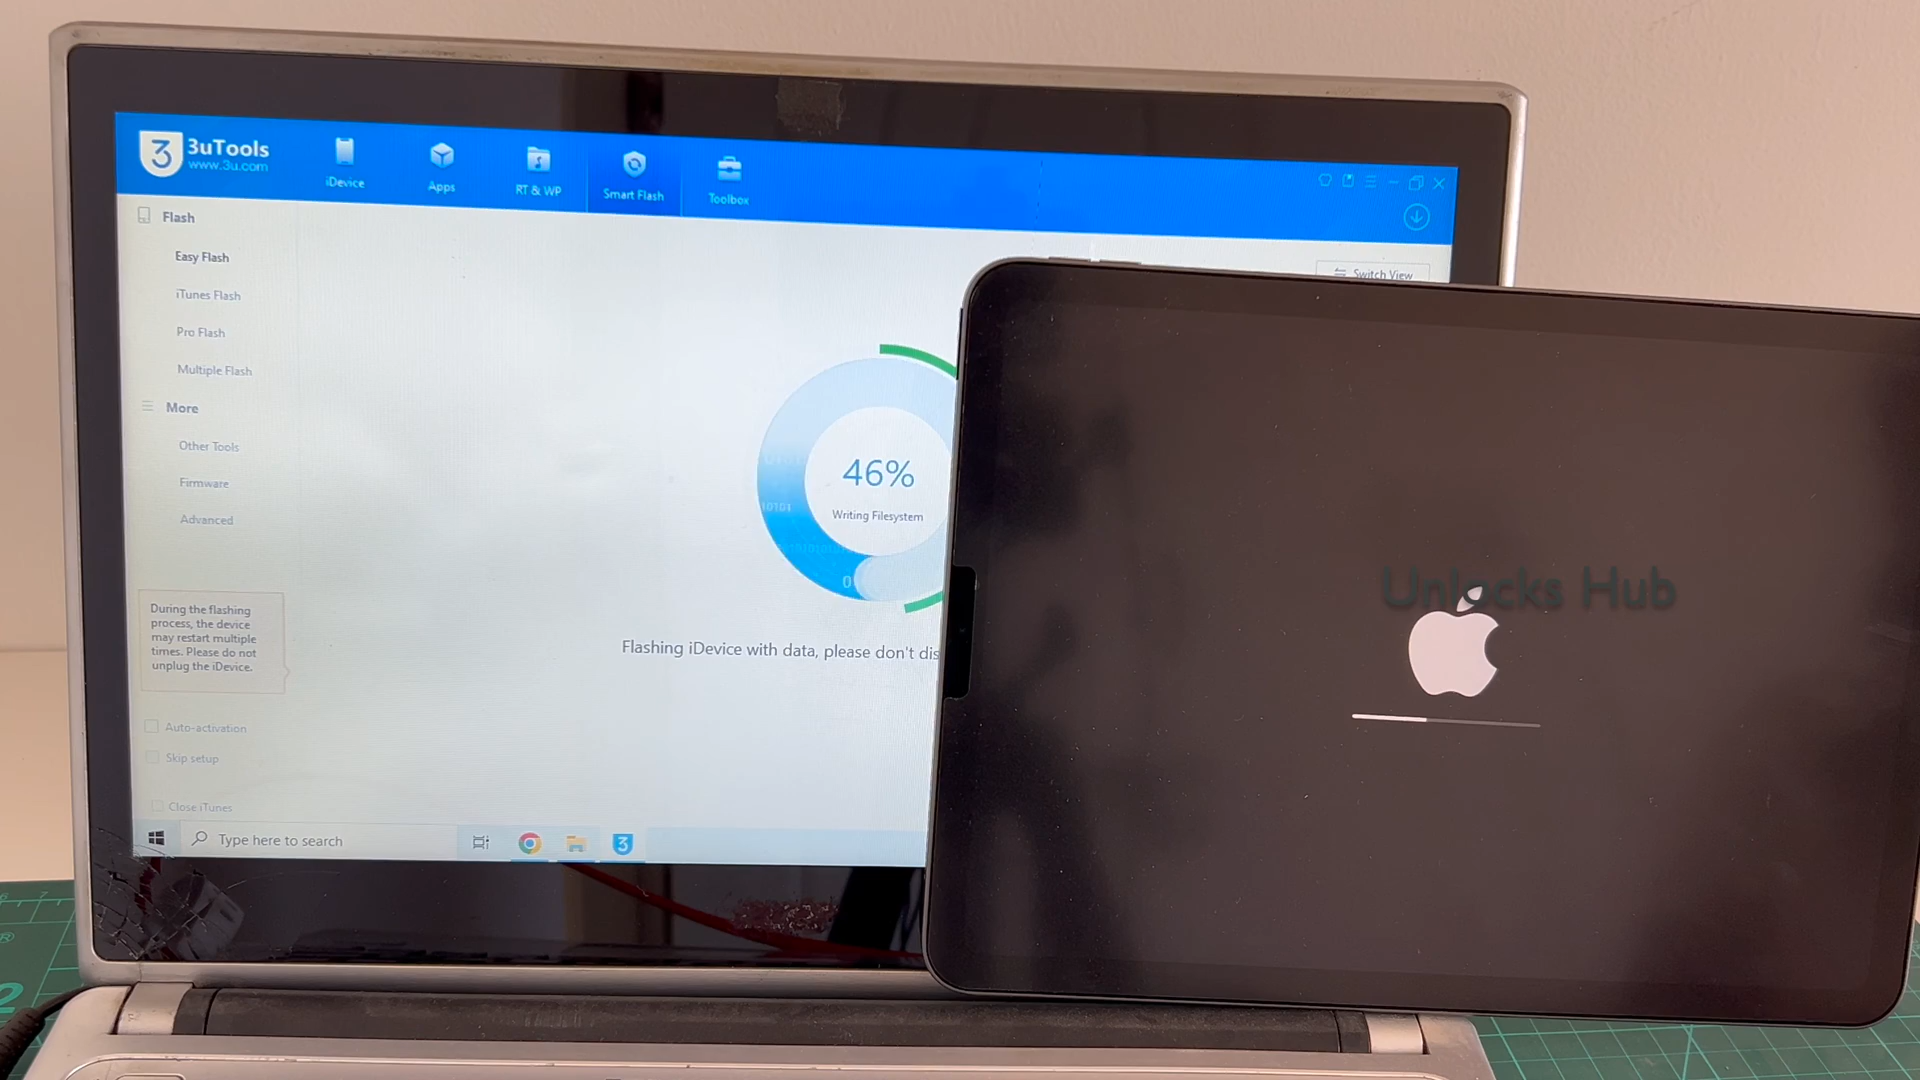 3uTools
www.3u.com
iDevice
Apps
RT & WP
Smart Flash
Toolbox
Flash
Easy Flash
iTunes Flash
Pro Flash
Multiple Flash
More
Other Tools
Firmware
Advanced
Switch View
46%
Writing Filesystem
Flashing iDevice with data, please don't dis
During the flashing
process, the device
may restart multiple
times. Please do not
unplug the iDevice.
Auto-activation
Skip setup
Close iTunes
Type here to search
Unlocks Hub